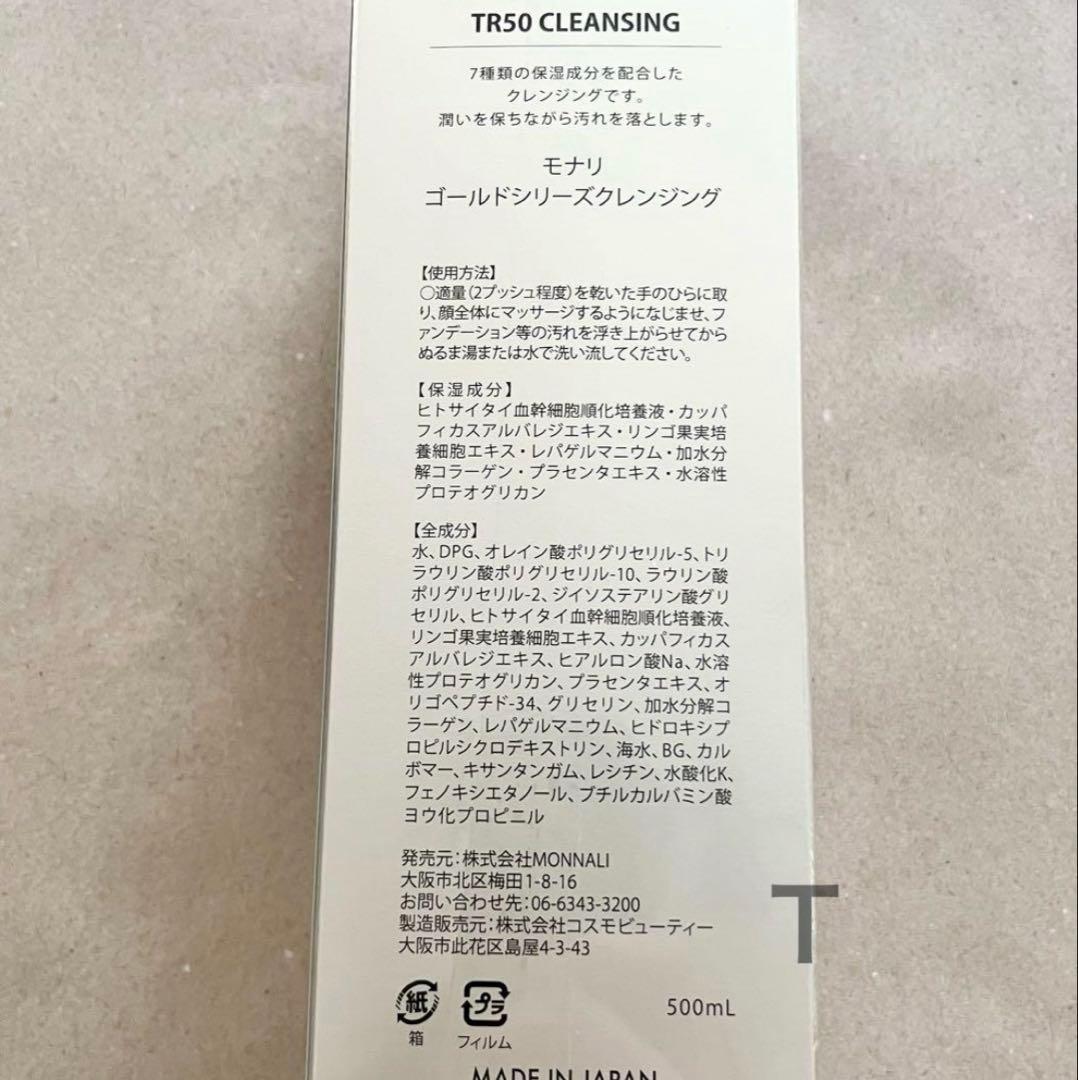 TR50 CLEANSING
7種類の保湿成分を配合した
クレンジングです。
潤いを保ちながら汚れを落とします。
モナリ
ゴールドシリーズクレンジング
【使用方法】
○適量(2プッシュ程度)を乾いた手のひらに取
り、顔全体にマッサージするようになじませ、フ
ァンデーション等の汚れを浮き上がらせてから
ぬるま湯または水で洗い流してください。
【保湿成分】
ヒトサイタイ血幹細胞順化培養液・カッパ
フィカスアルバレジエキス・リンゴ果実培
養細胞エキス・レパゲルマニウム・加水分
解コラーゲン・プラセンタエキス・水溶性
プロテオグリカン
【全成分】
水、DPG、オレイン酸ポリグリセリル-5、トリ
ラウリン酸ポリグリセリル-10、ラウリン酸
ポリグリセリル-2、ジイソステアリン酸グリ
セリル、ヒトサイタイ血幹細胞順化培養液、
リンゴ果実培養細胞エキス、カッパフィカス
アルバレジエキス、ヒアルロン酸Na、水溶
性プロテオグリカン、プラセンタエキス、オ
リゴペプチド-34、グリセリン、加水分解コ
ラーゲン、レパゲルマニウム、ヒドロキシプ
ロピルシクロデキストリン、海水、BG、カル
ボマー、キサンタンガム、レシチン、水酸化K、
フェノキシエタノール、ブチルカルバミン酸
ヨウ化プロピニル
発売元：株式会社MONNALI
大阪市北区梅田1-8-16
お問い合わせ先：06-6343-3200
製造販売元：株式会社コスモビューティー
大阪市此花区島屋4-3-43
T
紙
プラ
500mL
箱
フィルム
MADE IN JAPAN